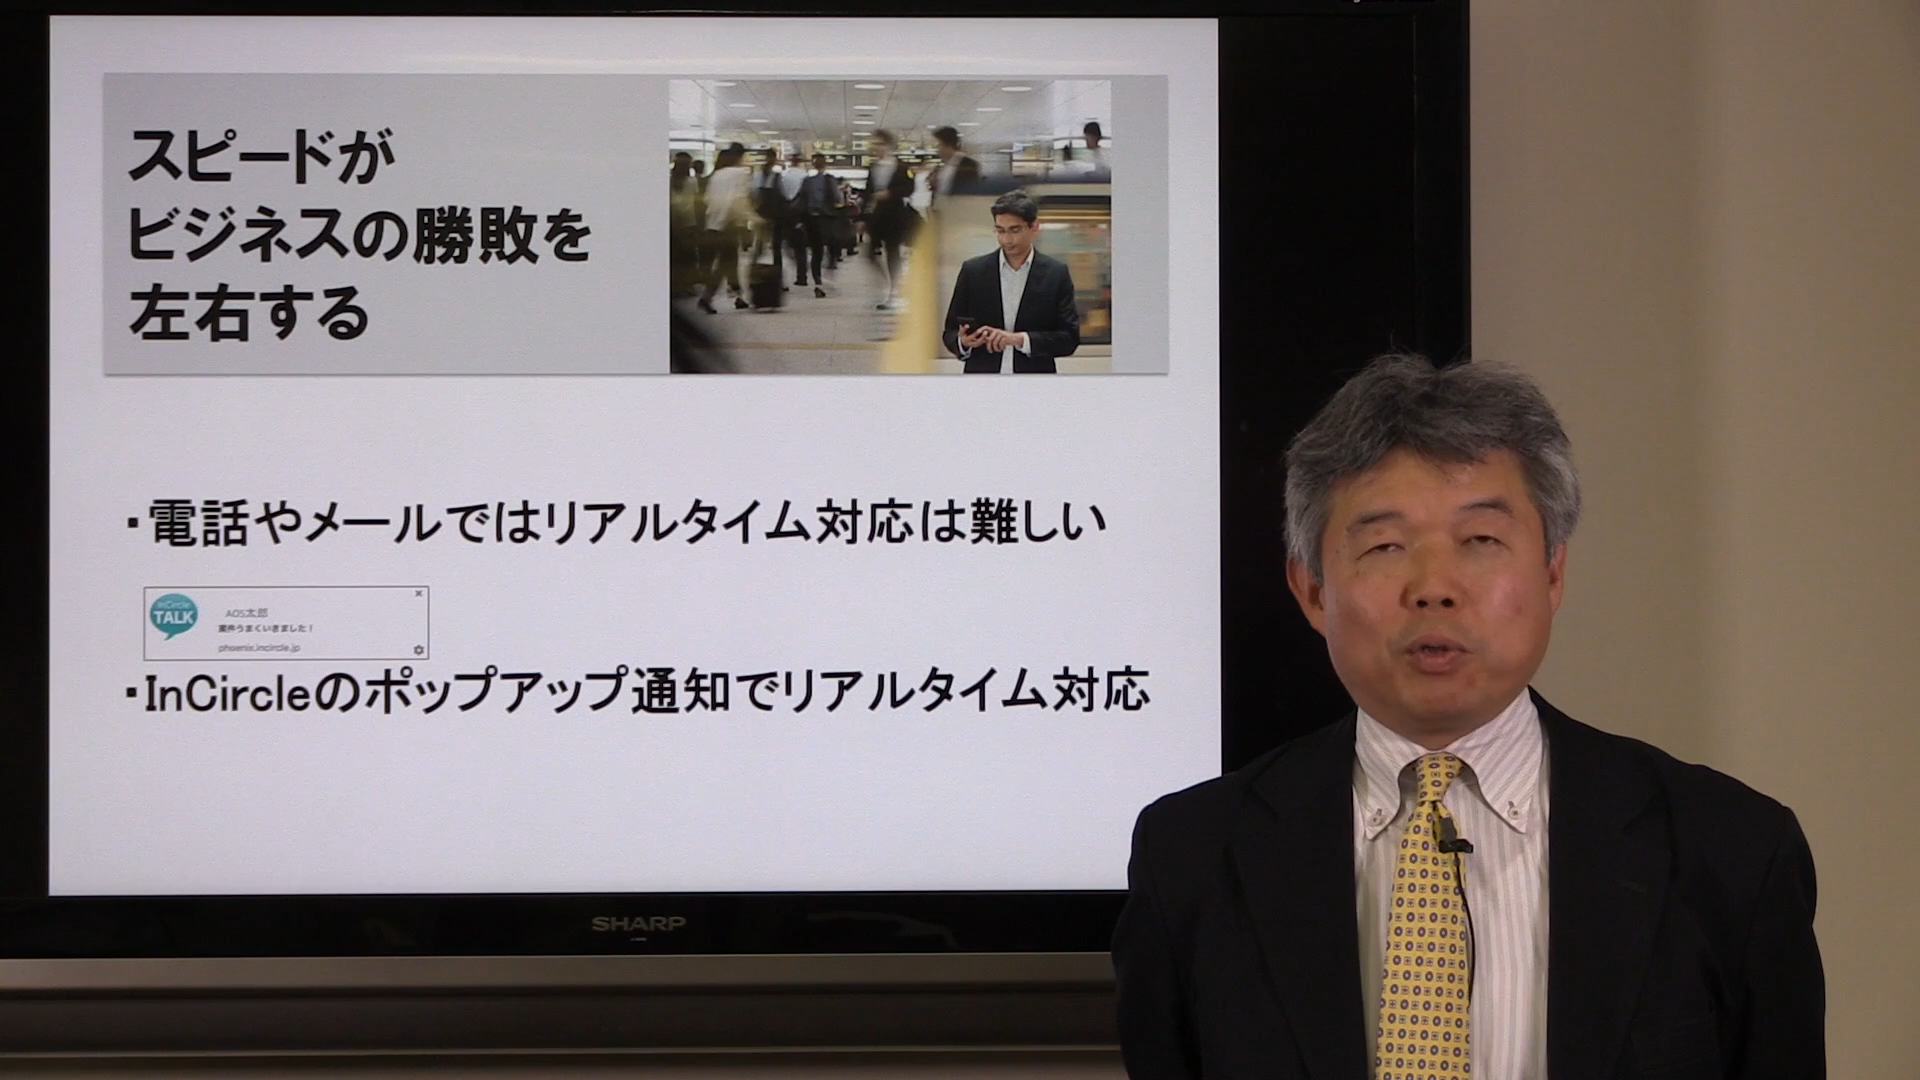 スピードが
ビジネスの勝敗を
左右する
・電話やメールではリアルタイム対応は難しい
InCircle
TALK
AOS太郎
案件うまくいきました！
phoenix.incircle.jp
・InCircleのポップアップ通知でリアルタイム対応
SHARP